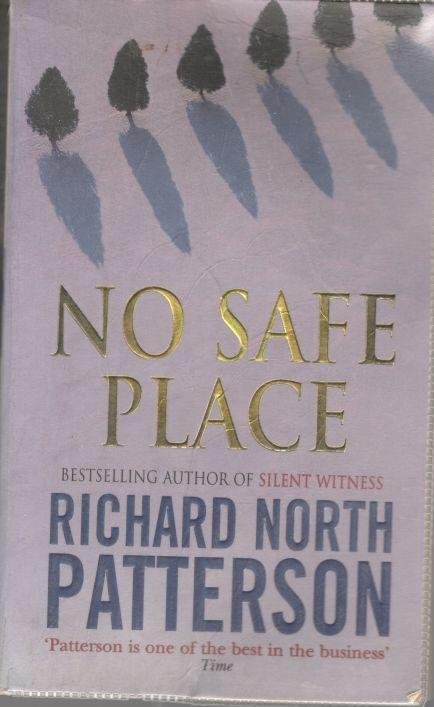 NO SAFE
PLACE
BESTSELLING AUTHOR OF SILENT WITNESS
RICHARD NORTH
PATTERSON
‘Patterson is one of the best in the business’
Time